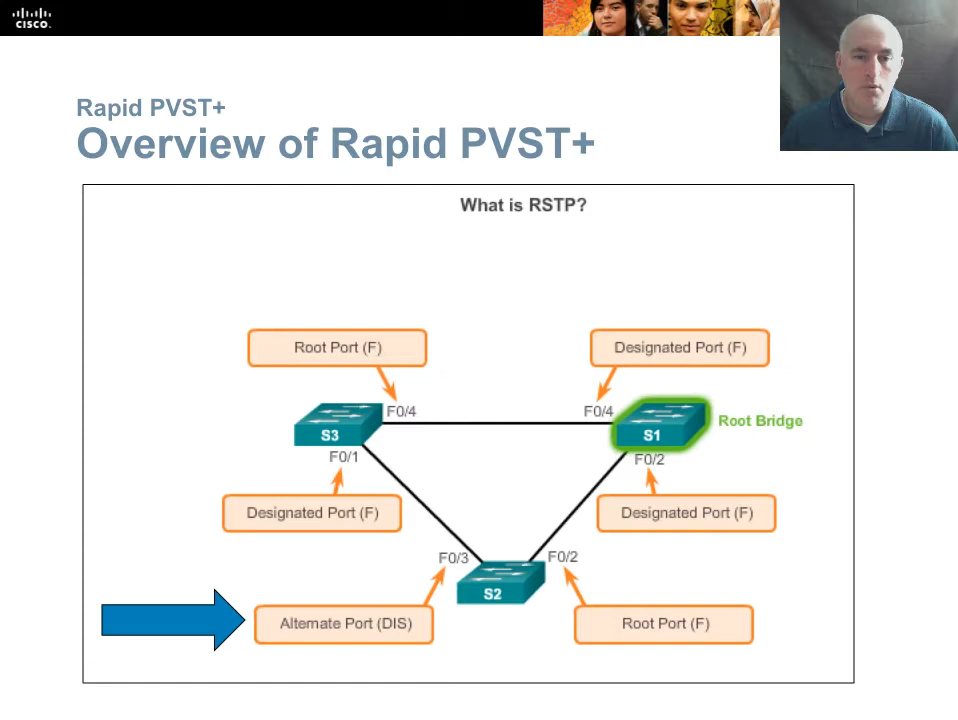 CISCO.
Rapid PVST+
Overview of Rapid PVST+
What is RSTP?
Root Port (F)
Designated Port (F)
F0/4
F0/4
S3
S1
Root Bridge
F0/1
F0/2
Designated Port (F)
Designated Port (F)
F0/3
F0/2
S2
Alternate Port (DIS)
Root Port (F)